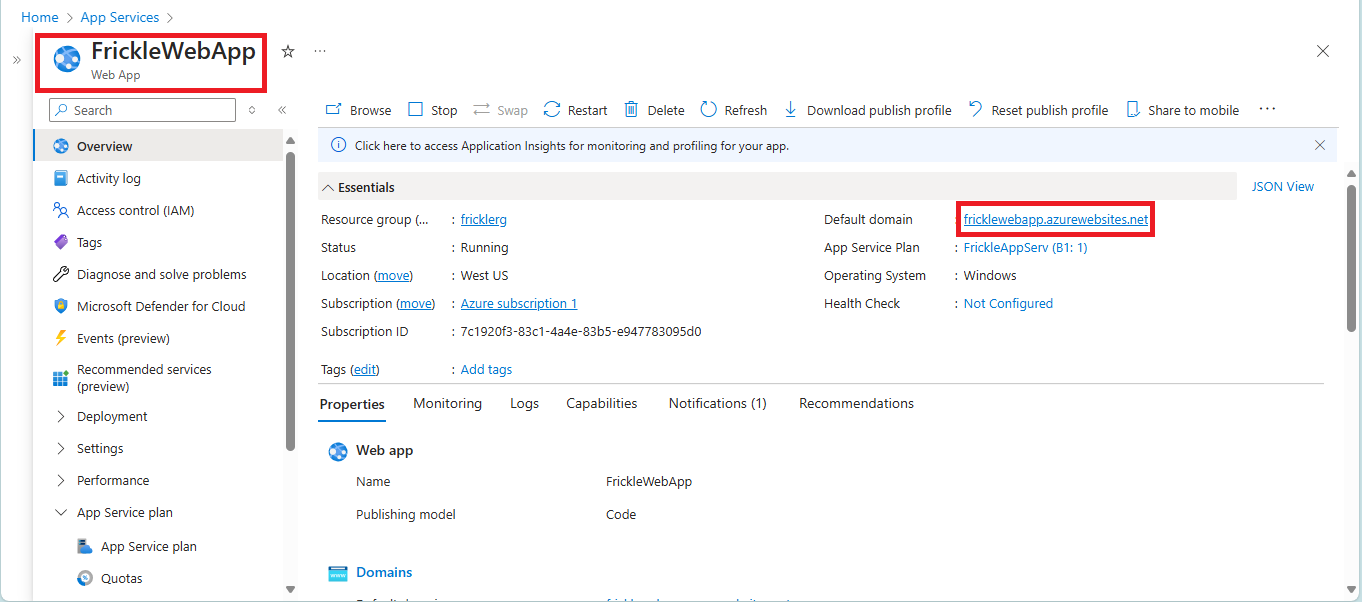 Home > App Services >
FrickleWebApp
Web App
Search
Overview
Activity log
Access control (IAM)
Tags
Diagnose and solve problems
Microsoft Defender for Cloud
Events (preview)
Recommended services
(preview)
Deployment
Settings
Performance
App Service plan
App Service plan
Quotas
Browse Stop Swap Restart Delete Refresh Download publish profile Reset publish profile Share to mobile ...
Click here to access Application Insights for monitoring and profiling for your app.
Essentials
JSON View
Resource group (... : fricklerg
Status : Running
Location (move) : West US
Subscription (move) : Azure subscription 1
Subscription ID : 7c1920f3-83c1-4a4e-83b5-e947783095d0
Default domain : fricklewebapp.azurewebsites.net
App Service Plan : FrickleAppServ (B1: 1)
Operating System : Windows
Health Check : Not Configured
Tags (edit) : Add tags
Properties Monitoring Logs Capabilities Notifications (1) Recommendations
Web app
Name FrickleWebApp
Publishing model Code
Domains